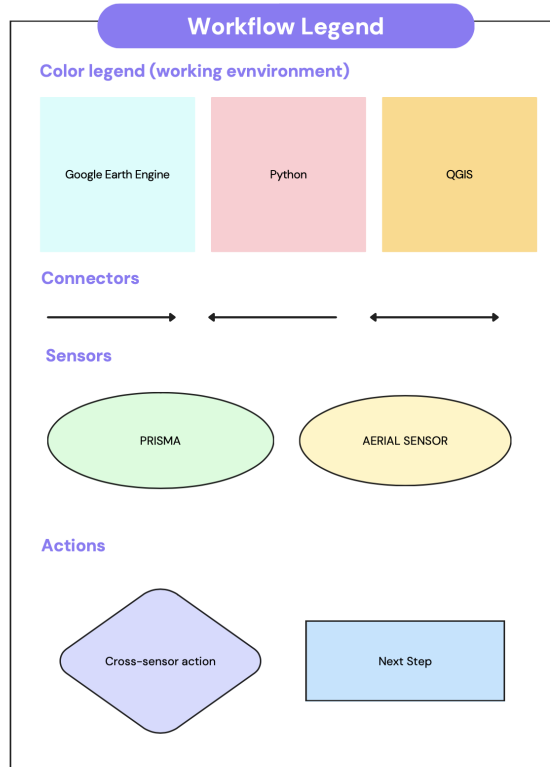 Workflow Legend
Color legend (working evnvironment)
Google Earth Engine
Python
QGIS
Connectors
Sensors
PRISMA
AERIAL SENSOR
Actions
Cross-sensor action
Next Step